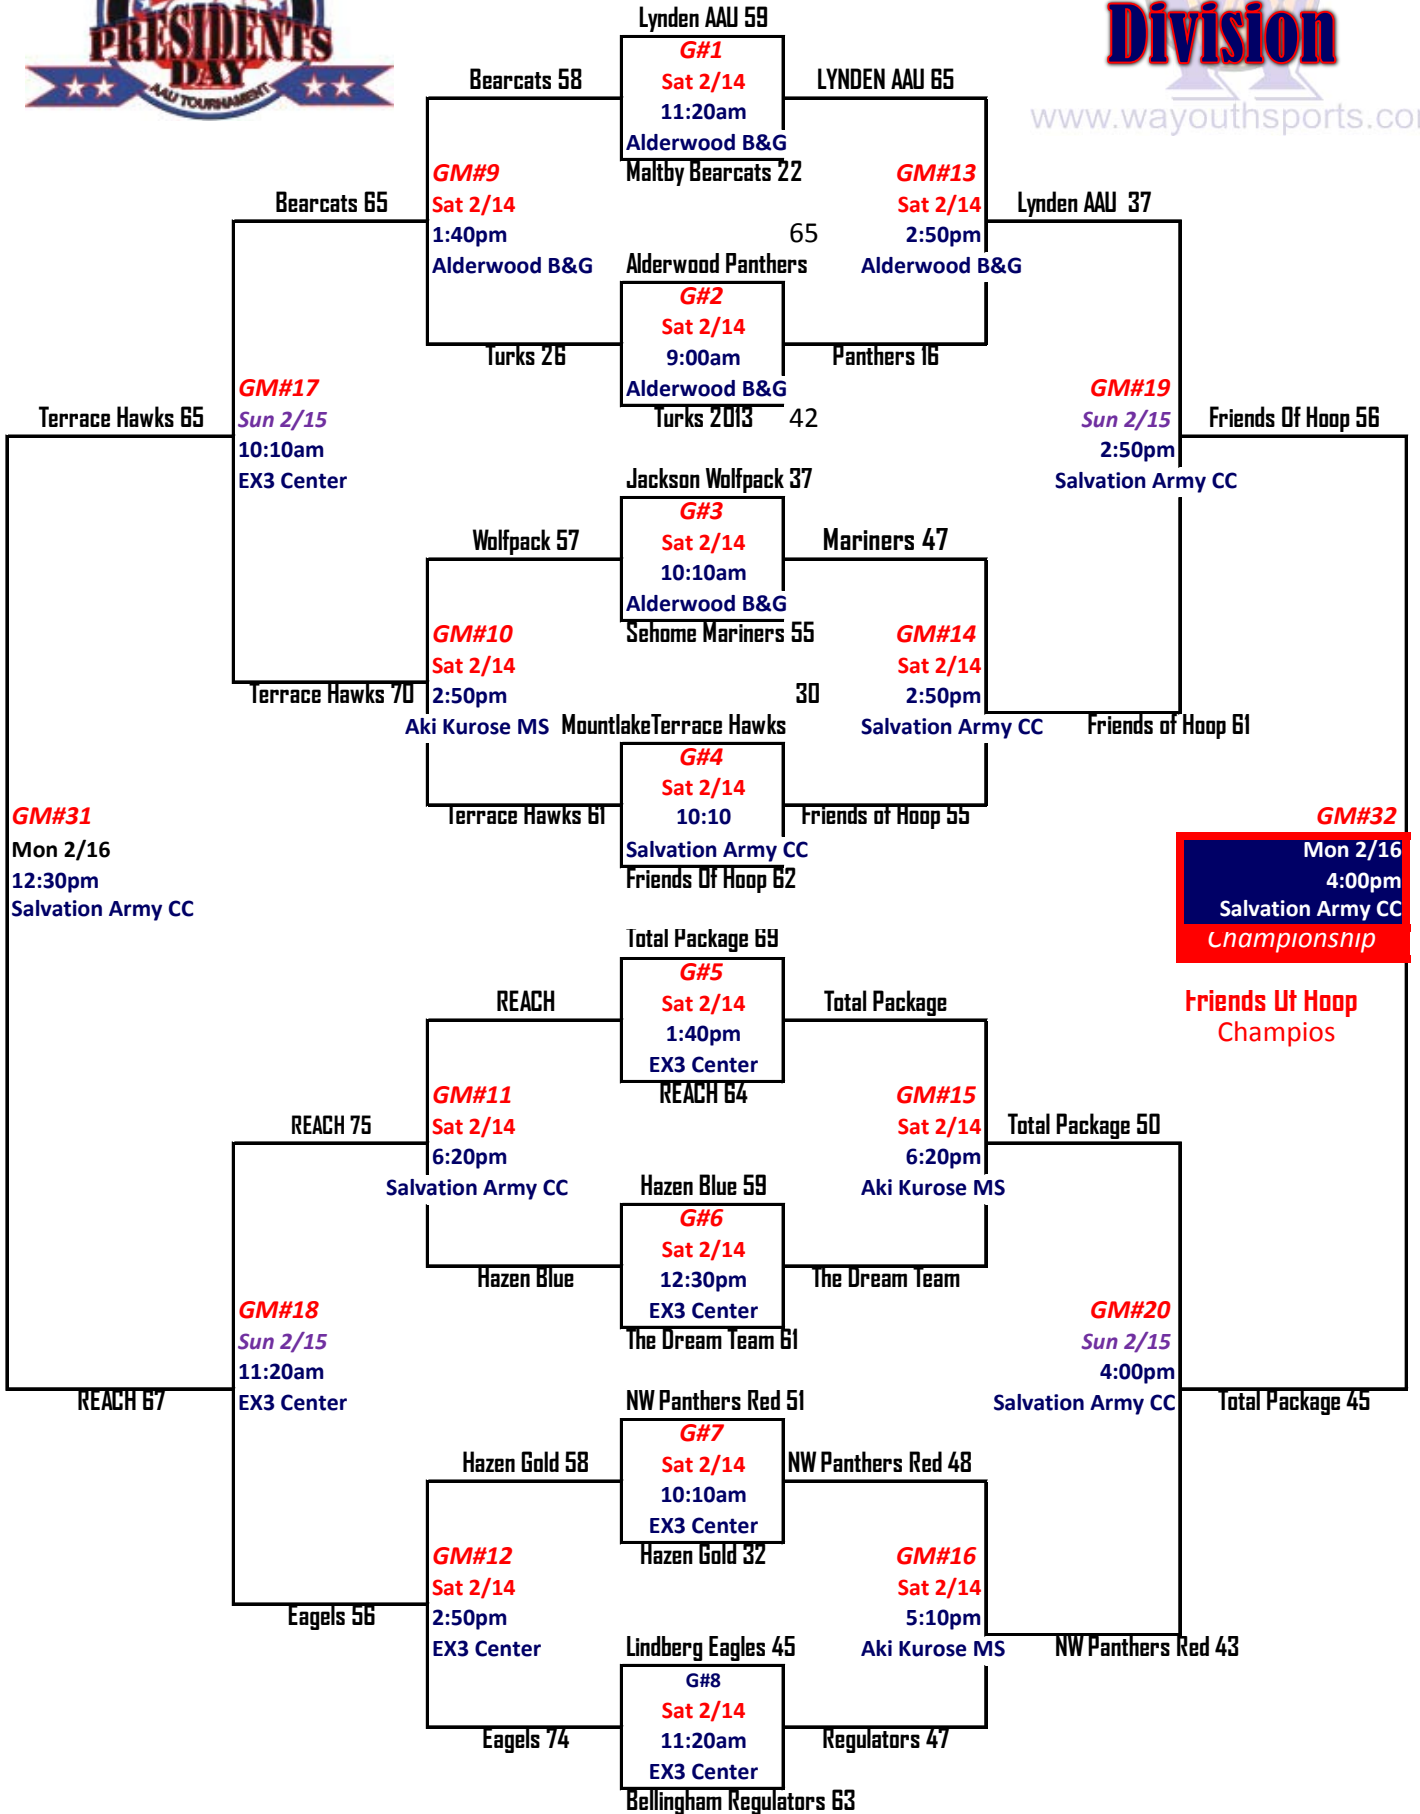 PRESIDENTS
DAY
AAU TOURNAMENT
Division
www.wayouthsports.co
Lynden AAU 59
G#1
Sat 2/14
11:20am
Alderwood B&G
Maltby Bearcats 22
Bearcats 58
LYNDEN AAU 65
GM#9
Sat 2/14
1:40pm
Alderwood B&G
GM#13
Sat 2/14
2:50pm
Alderwood B&G
Bearcats 65
Lynden AAU 37
65
Alderwood Panthers
G#2
Sat 2/14
9:00am
Alderwood B&G
Turks 2013 42
Turks 26
Panthers 16
GM#17
Sun 2/15
10:10am
EX3 Center
GM#19
Sun 2/15
2:50pm
Salvation Army CC
Terrace Hawks 65
Friends Of Hoop 56
Jackson Wolfpack 37
G#3
Sat 2/14
10:10am
Alderwood B&G
Sehome Mariners 55
Wolfpack 57
Mariners 47
GM#10
Sat 2/14
2:50pm
Aki Kurose MS
GM#14
Sat 2/14
2:50pm
Salvation Army CC
Terrace Hawks 70
Friends of Hoop 61
30
MountlakeTerrace Hawks
G#4
Sat 2/14
10:10
Salvation Army CC
Friends Of Hoop 62
Terrace Hawks 61
Friends of Hoop 55
GM#31
Mon 2/16
12:30pm
Salvation Army CC
GM#32
Mon 2/16
4:00pm
Salvation Army CC
Championship
Friends Of Hoop
Champios
Total Package 69
G#5
Sat 2/14
1:40pm
EX3 Center
REACH 64
REACH
Total Package
GM#11
Sat 2/14
6:20pm
Salvation Army CC
GM#15
Sat 2/14
6:20pm
Aki Kurose MS
REACH 75
Total Package 50
Hazen Blue 59
G#6
Sat 2/14
12:30pm
EX3 Center
The Dream Team 61
Hazen Blue
The Dream Team
GM#18
Sun 2/15
11:20am
EX3 Center
GM#20
Sun 2/15
4:00pm
Salvation Army CC
REACH 67
Total Package 45
NW Panthers Red 51
G#7
Sat 2/14
10:10am
EX3 Center
Hazen Gold 32
Hazen Gold 58
NW Panthers Red 48
GM#12
Sat 2/14
2:50pm
EX3 Center
GM#16
Sat 2/14
5:10pm
Aki Kurose MS
Eagels 56
NW Panthers Red 43
Lindberg Eagles 45
G#8
Sat 2/14
11:20am
EX3 Center
Bellingham Regulators 63
Eagels 74
Regulators 47